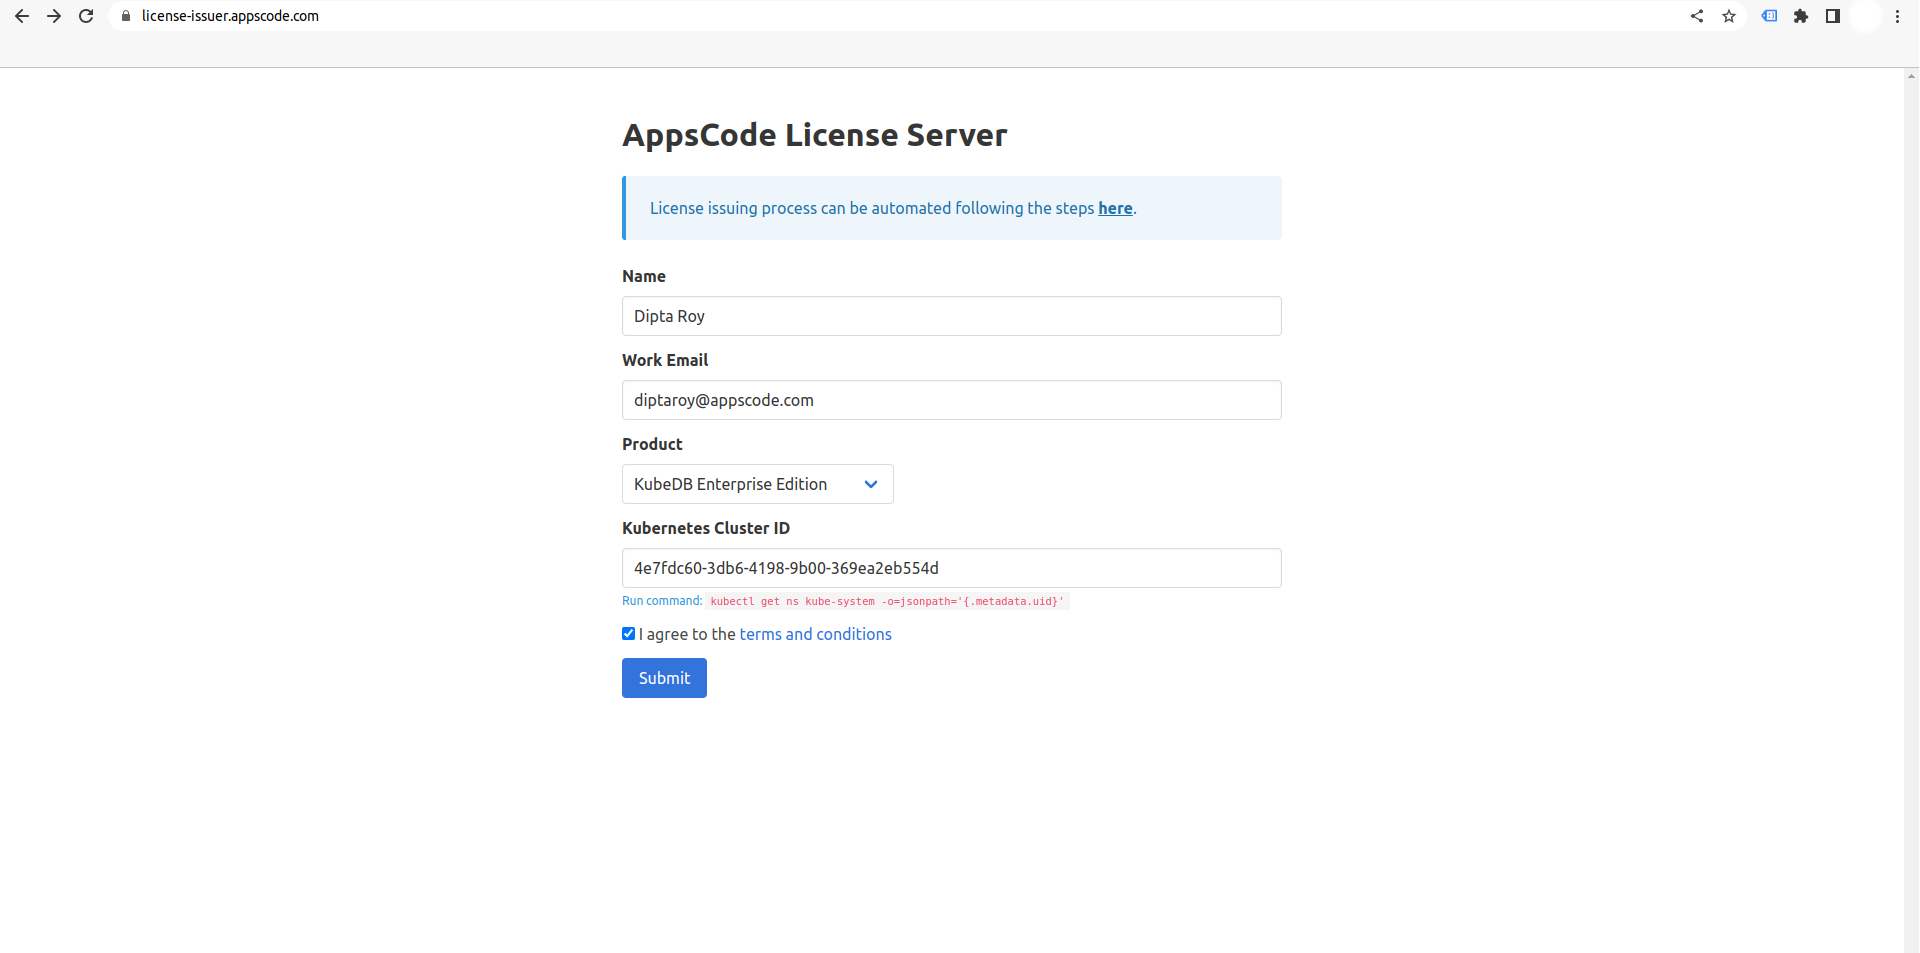 license-issuer.appscode.com
AppsCode License Server
License issuing process can be automated following the steps here.
Name
Dipta Roy
Work Email
diptaroy@appscode.com
Product
KubeDB Enterprise Edition
Kubernetes Cluster ID
4e7fdc60-3db6-4198-9b00-369ea2eb554d
Run command: kubectl get ns kube-system -o=jsonpath='{.metadata.uid}'
I agree to the terms and conditions
Submit